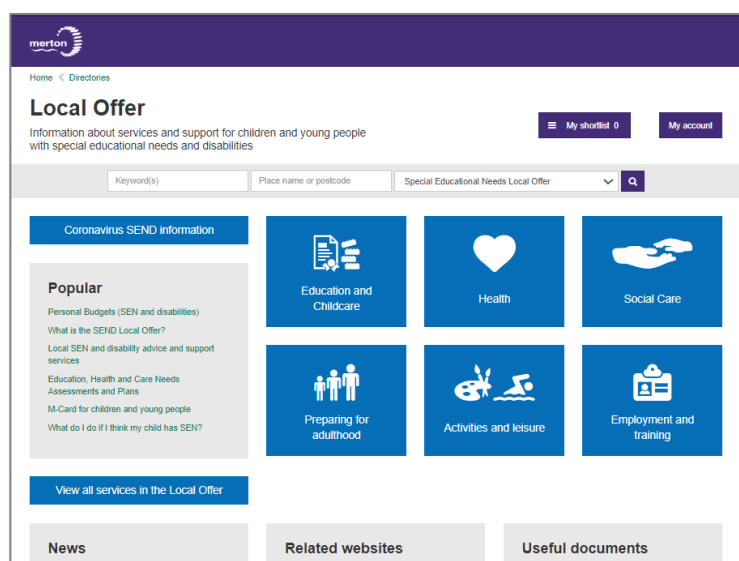 merton
Home < Directories
Local Offer
Information about services and support for children and young people
with special educational needs and disabilities
My shortlist 0
My account
Keyword(s)
Place name or postcode
Special Educational Needs Local Offer
Coronavirus SEND information
Popular
Personal Budgets (SEN and disabilities)
What is the SEND Local Offer?
Local SEN and disability advice and support
services
Education, Health and Care Needs
Assessments and Plans
M-Card for children and young people
What do I do if I think my child has SEN?
View all services in the Local Offer
Education and
Childcare
Health
Social Care
Preparing for
adulthood
Activities and leisure
Employment and
training
News
Related websites
Useful documents